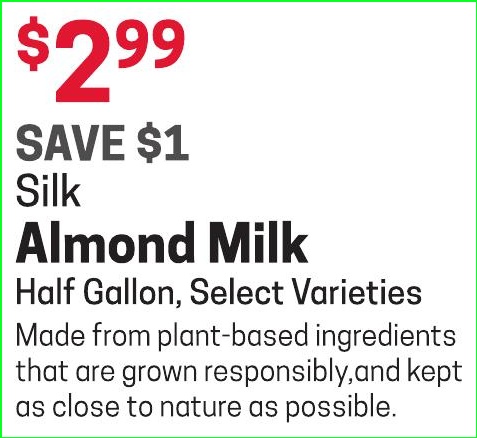 $2.99
SAVE $1
Silk
Almond Milk
Half Gallon, Select Varieties
Made from plant-based ingredients
that are grown responsibly,and kept
as close to nature as possible.